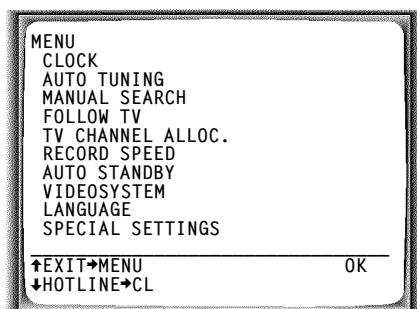 MENU
CLOCK
AUTO TUNING
MANUAL SEARCH
FOLLOW TV
TV CHANNEL ALLOC.
RECORD SPEED
AUTO STANDBY
VIDEOSYSTEM
LANGUAGE
SPECIAL SETTINGS
↑EXIT→MENU OK
↓HOTLINE→CL